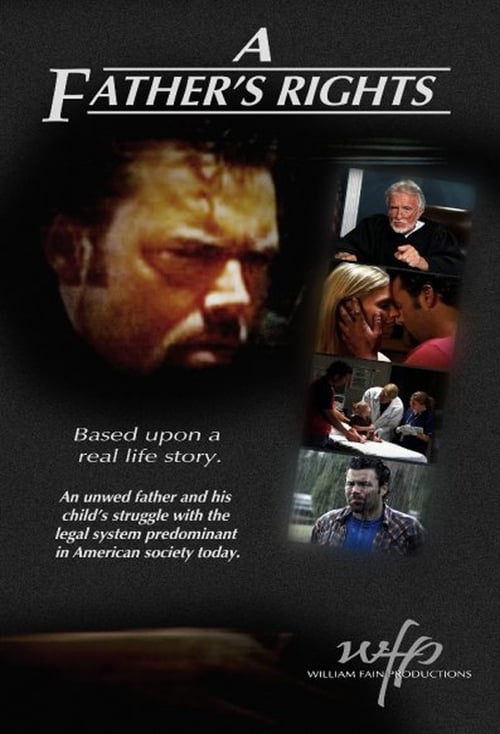 A
FATHER'S RIGHTS
Based upon a
real life story.
An unwed father and his
child's struggle with the
legal system predominant
in American society today.
wfp
WILLIAM FAIN PRODUCTIONS